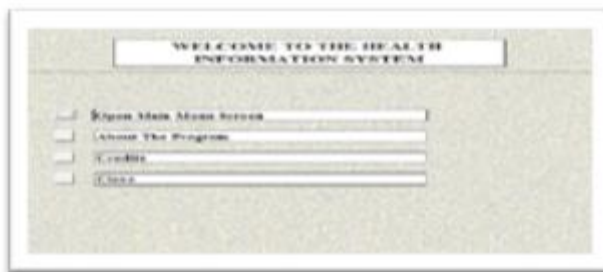 WELCOME TO THE HEALTH
INFORMATION SYSTEM
Open Main Menu Screen
About The Program
Credits
Close